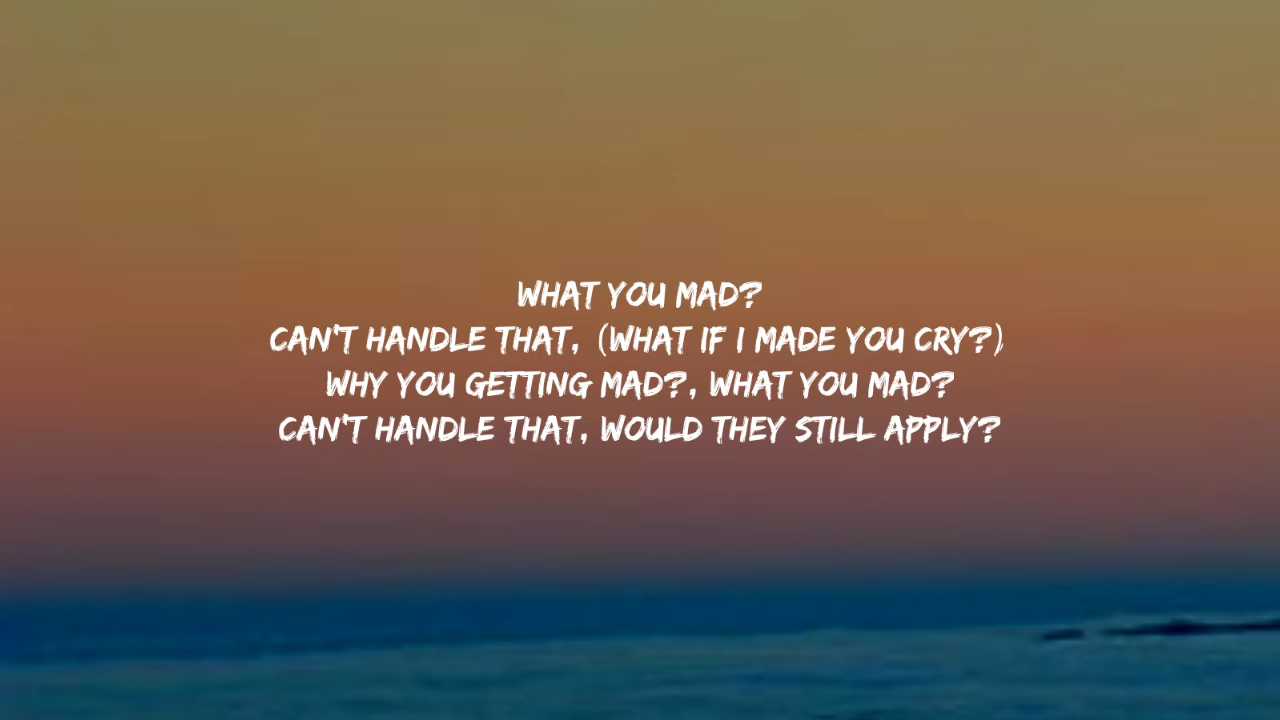 WHAT YOU MAD?
CAN'T HANDLE THAT, (WHAT IF I MADE YOU CRY?)
WHY YOU GETTING MAD?, WHAT YOU MAD?
CAN'T HANDLE THAT, WOULD THEY STILL APPLY?